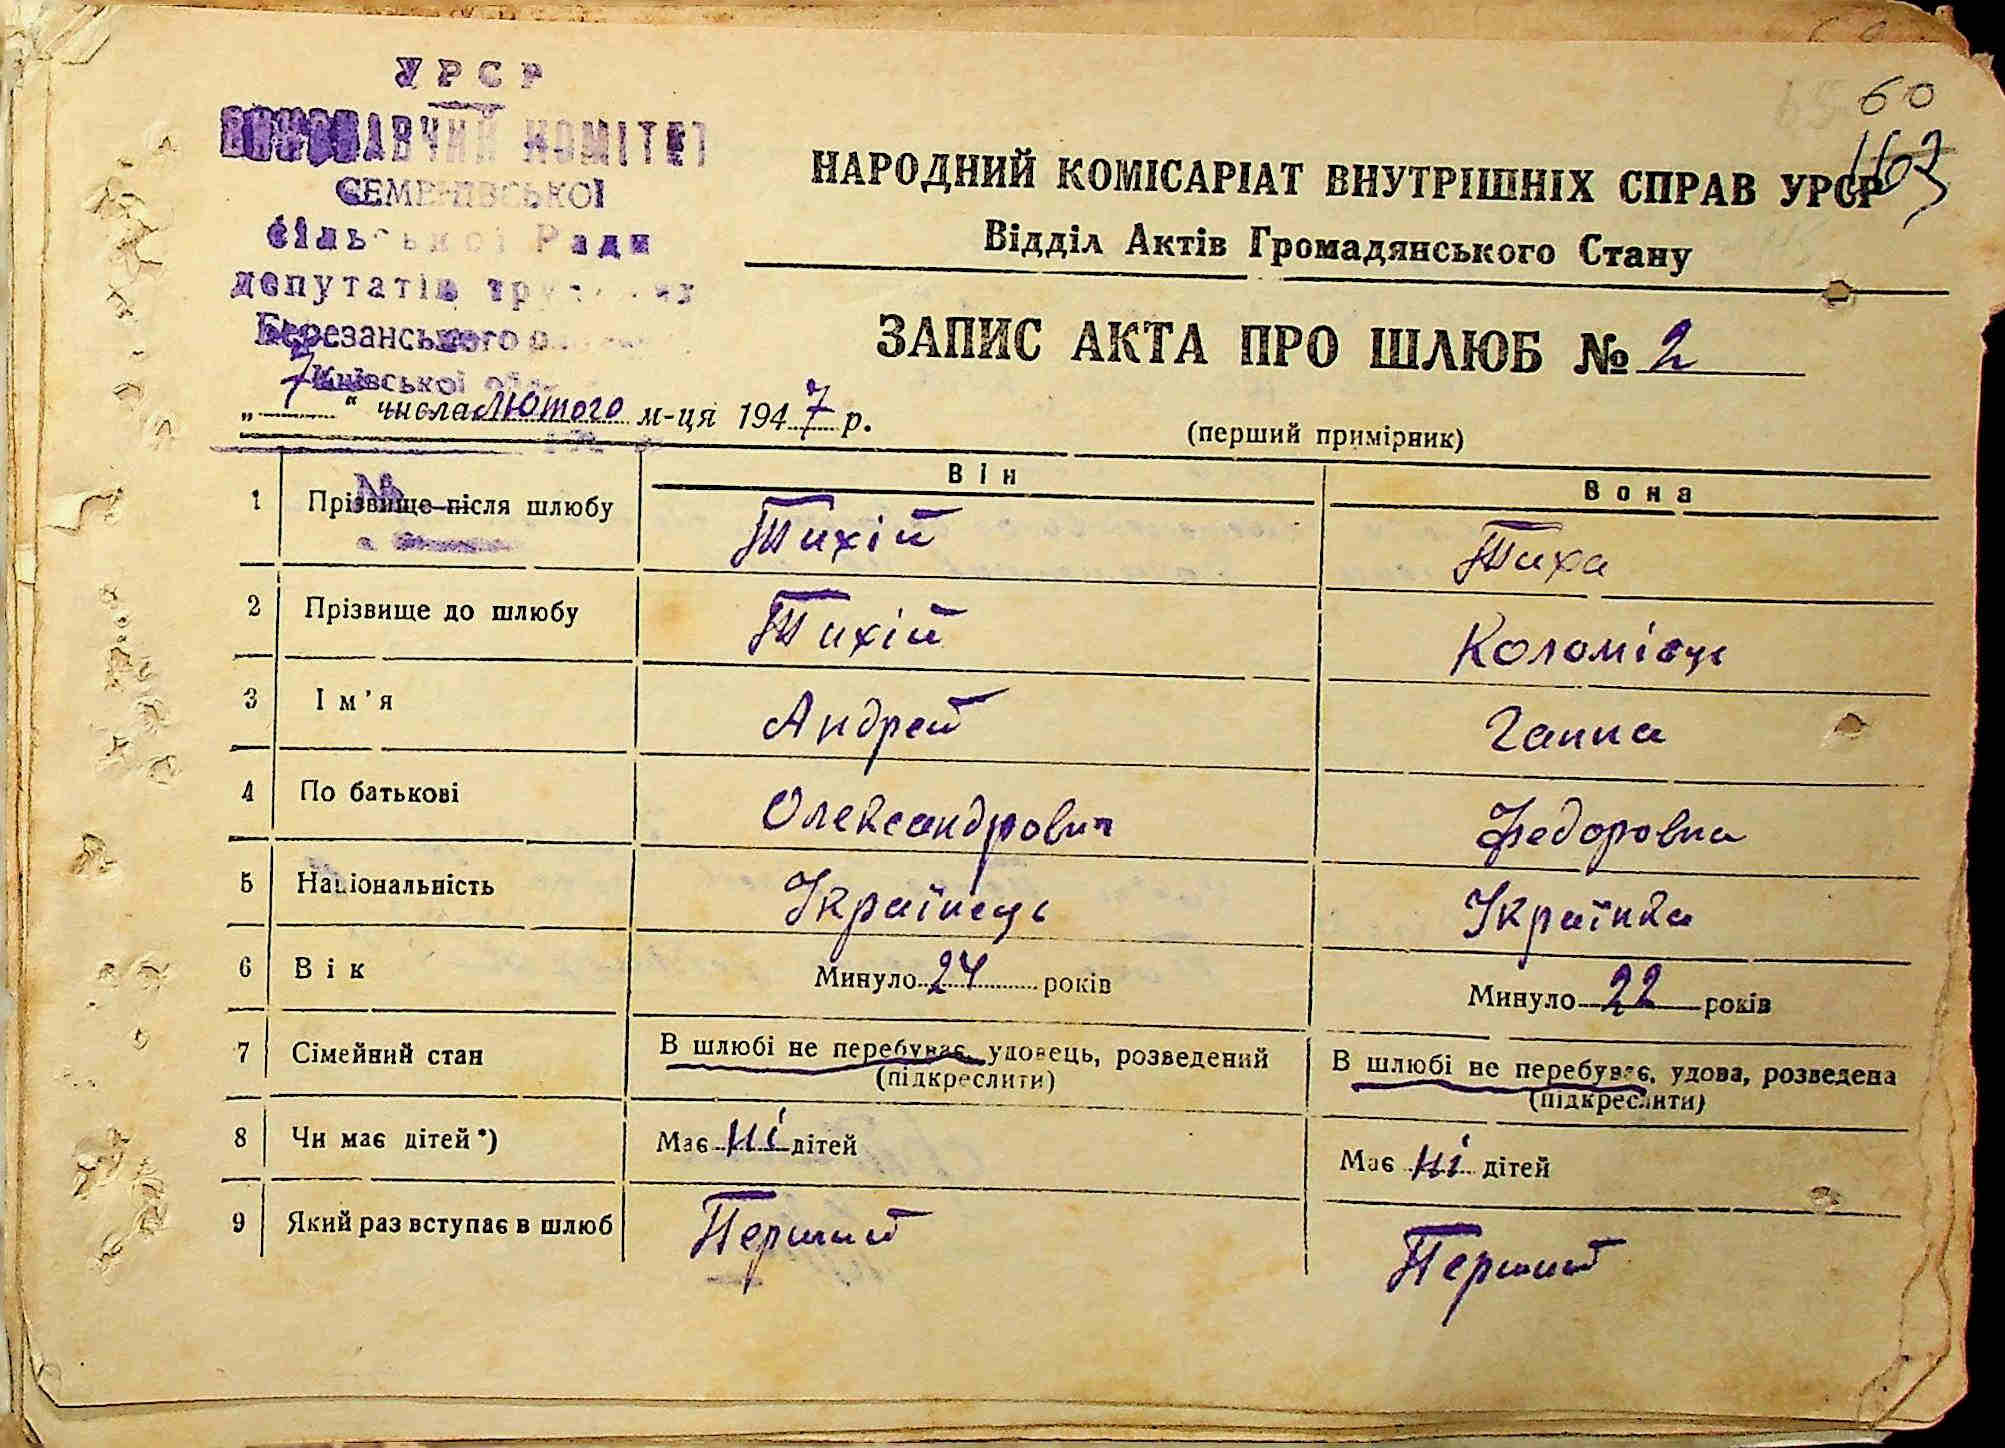 УРСР
ВИКОНАВЧИЙ КОМІТЕТ
СЕМЕНІВСЬКОЇ
сільської Ради
депутатів трудящих
Березанського
Київської
60
НАРОДНИЙ КОМІСАРІАТ ВНУТРІШНІХ СПРАВ УРСР
Відділ Актів Громадянського Стану
ЗАПИС АКТА ПРО ШЛЮБ № 2
„ 7 “ числа Лютого м-ця 1947 р.
(перший примірник)
Він Вона
№
1 Прізвище після шлюбу Тихій Тиха
2 Прізвище до шлюбу Тихій Коломієць
3 Ім'я Андрей Ганна
4 По батькові Олександрович Федоровна
5 Національність Українець Українка
6 Вік Минуло 24 років Минуло 22 років
7 Сімейний стан В шлюбі не перебуває, удовець, розведений В шлюбі не перебуває, удова, розведена
(підкреслити) (підкреслити)
8 Чи має дітей*) Має ні дітей Має ні дітей
9 Який раз вступає в шлюб Перший Перший